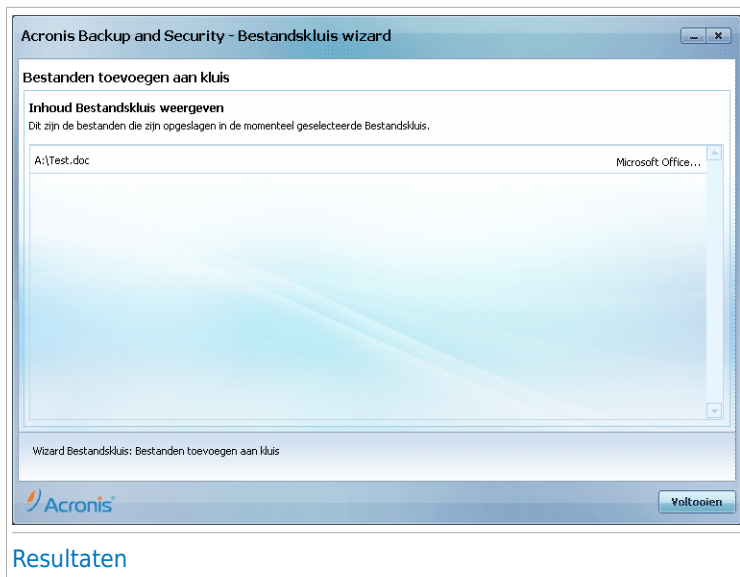 Acronis Backup and Security - Bestandskluis wizard
Bestanden toevoegen aan kluis
Inhoud Bestandskluis weergeven
Dit zijn de bestanden die zijn opgeslagen in de momenteel geselecteerde Bestandskluis.
A:\Test.doc Microsoft Office...
Wizard Bestandskluis: Bestanden toevoegen aan kluis
Acronis
Voltooien
Resultaten